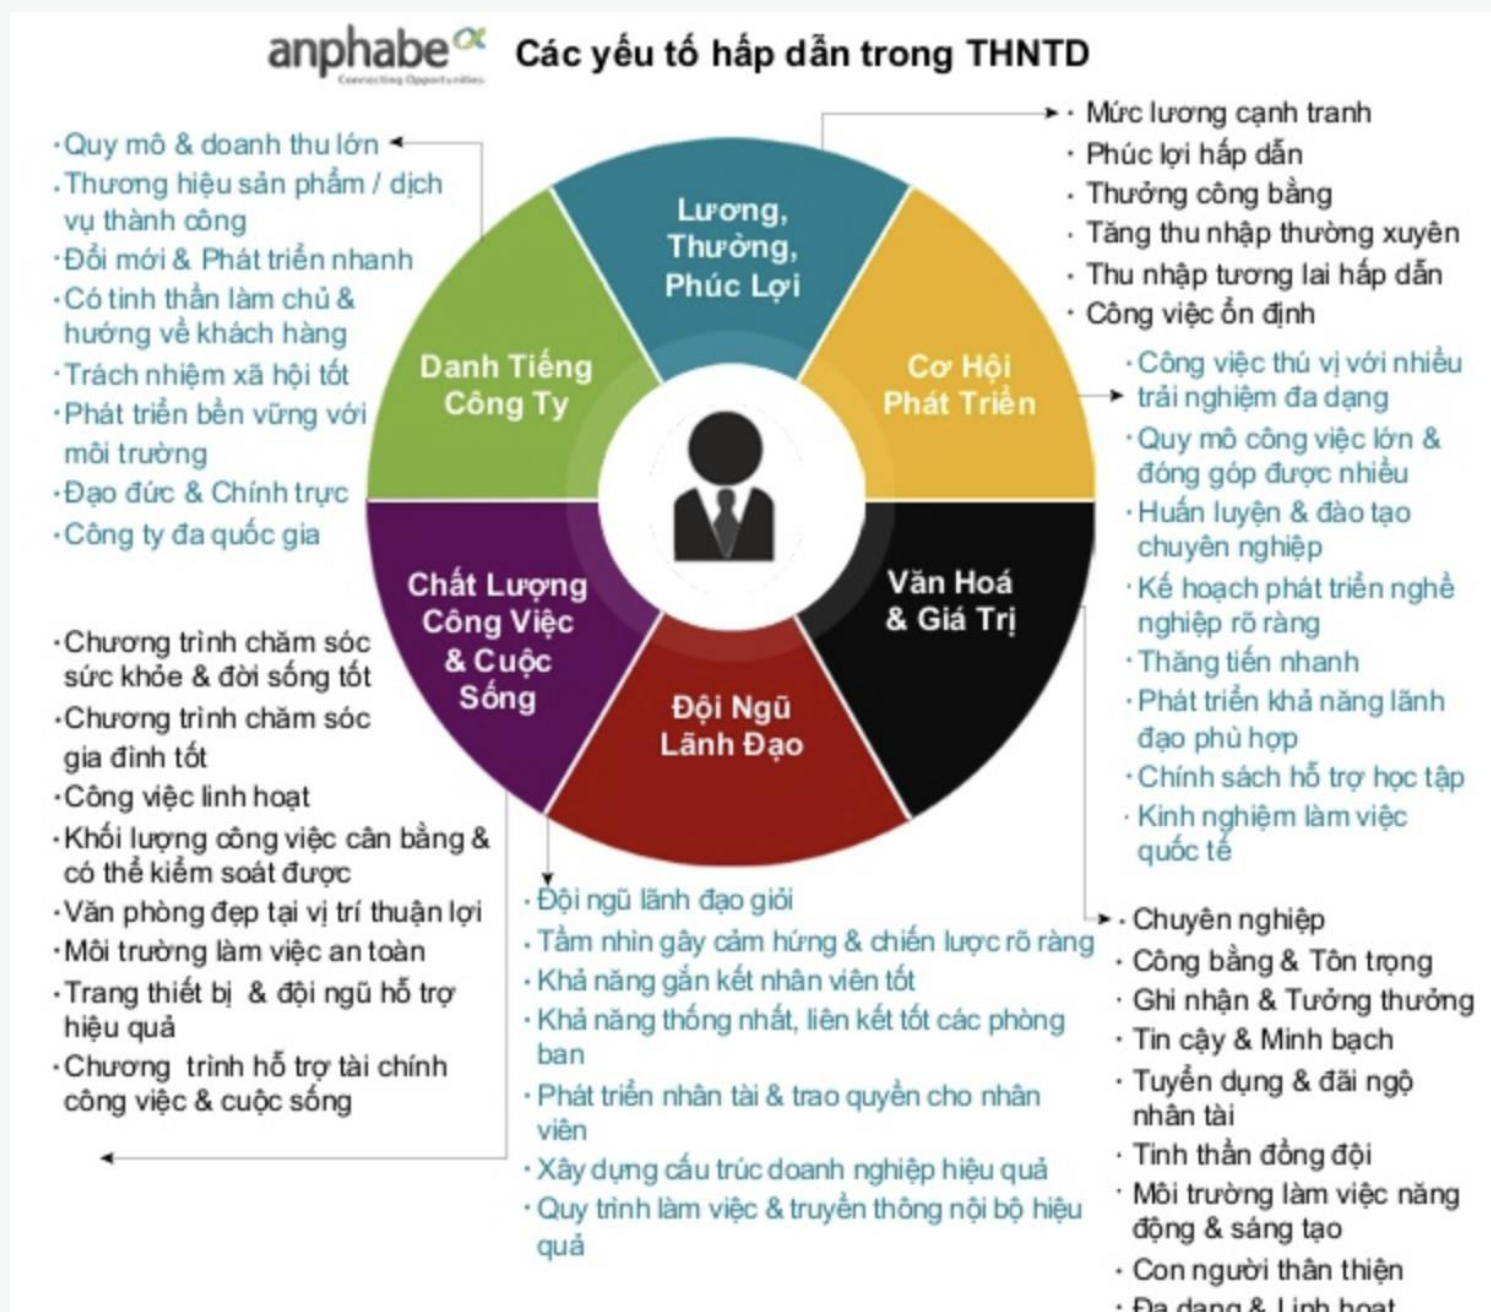 anphabe
Connecting Opportunities
Các yếu tố hấp dẫn trong THNTD
· Quy mô & doanh thu lớn
· Thương hiệu sản phẩm / dịch
vụ thành công
· Đổi mới & Phát triển nhanh
· Có tinh thần làm chủ &
hướng về khách hàng
· Trách nhiệm xã hội tốt
· Phát triển bền vững với
môi trường
· Đạo đức & Chính trực
· Công ty đa quốc gia
Lương,
Thưởng,
Phúc Lợi
Danh Tiếng
Công Ty
Cơ Hội
Phát Triển
Chất Lượng
Công Việc
& Cuộc
Sống
Văn Hoá
& Giá Trị
Đội Ngũ
Lãnh Đạo
· Mức lương cạnh tranh
· Phúc lợi hấp dẫn
· Thưởng công bằng
· Tăng thu nhập thường xuyên
· Thu nhập tương lai hấp dẫn
· Công việc ổn định
· Công việc thú vị với nhiều
trải nghiệm đa dạng
· Quy mô công việc lớn &
đóng góp được nhiều
· Huấn luyện & đào tạo
chuyên nghiệp
· Kế hoạch phát triển nghề
nghiệp rõ ràng
· Thăng tiến nhanh
· Phát triển khả năng lãnh
đạo phù hợp
· Chính sách hỗ trợ học tập
· Kinh nghiệm làm việc
quốc tế
· Chương trình chăm sóc
sức khỏe & đời sống tốt
· Chương trình chăm sóc
gia đình tốt
· Công việc linh hoạt
· Khối lượng công việc cân bằng &
có thể kiểm soát được
· Văn phòng đẹp tại vị trí thuận lợi
· Môi trường làm việc an toàn
· Trang thiết bị & đội ngũ hỗ trợ
hiệu quả
· Chương trình hỗ trợ tài chính
công việc & cuộc sống
· Đội ngũ lãnh đạo giỏi
· Tầm nhìn gây cảm hứng & chiến lược rõ ràng
· Khả năng gắn kết nhân viên tốt
· Khả năng thống nhất, liên kết tốt các phòng
ban
· Phát triển nhân tài & trao quyền cho nhân
viên
· Xây dựng cấu trúc doanh nghiệp hiệu quả
· Quy trình làm việc & truyền thông nội bộ hiệu
quả
· Chuyên nghiệp
· Công bằng & Tôn trọng
· Ghi nhận & Tưởng thưởng
· Tin cậy & Minh bạch
· Tuyển dụng & đãi ngộ
nhân tài
· Tinh thần đồng đội
· Môi trường làm việc năng
động & sáng tạo
· Con người thân thiện
· Đa dạng & Linh hoạt